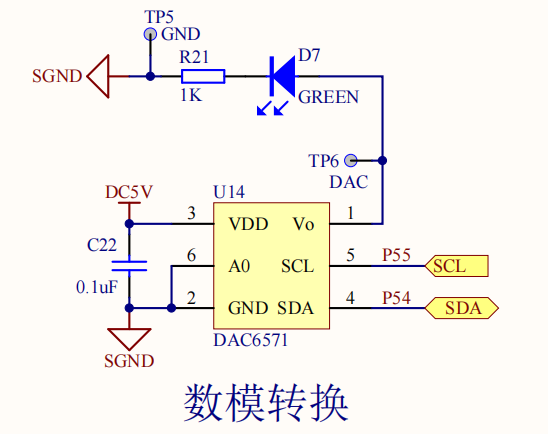 TP5
GND
R21
D7
SGND
1K
GREEN
TP6
DAC
DC5V
U14
3
VDD
Vo
1
C22
6
A0
SCL
5
P55
SCL
0.1uF
2
GND
SDA
4
P54
SDA
DAC6571
SGND
数模转换